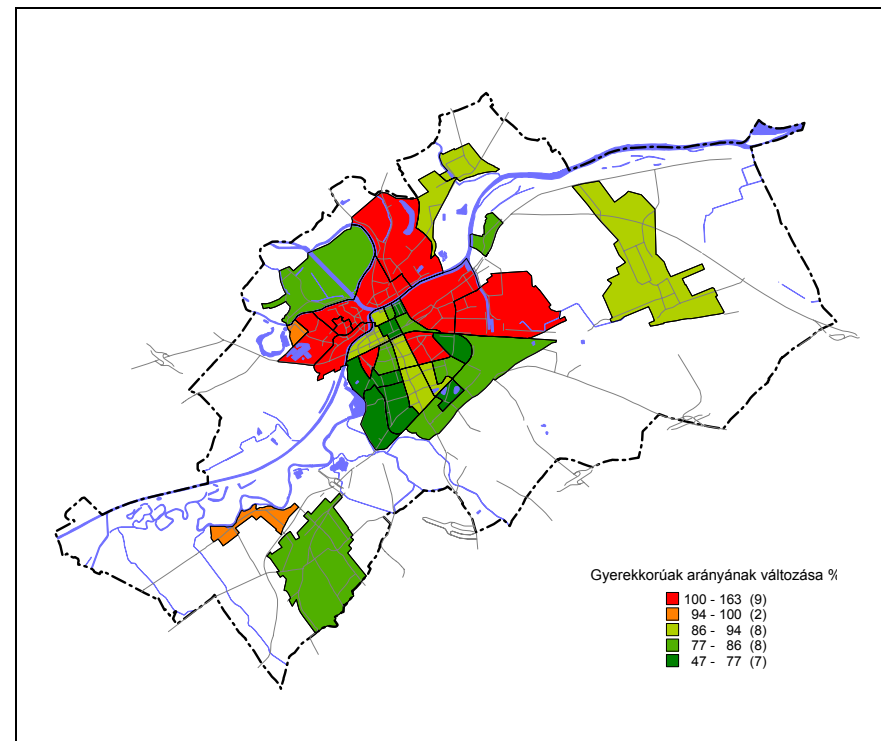 Gyerekkorúak arányának változása %
100 - 163 (9)
94 - 100 (2)
86 - 94 (8)
77 - 86 (8)
47 - 77 (7)